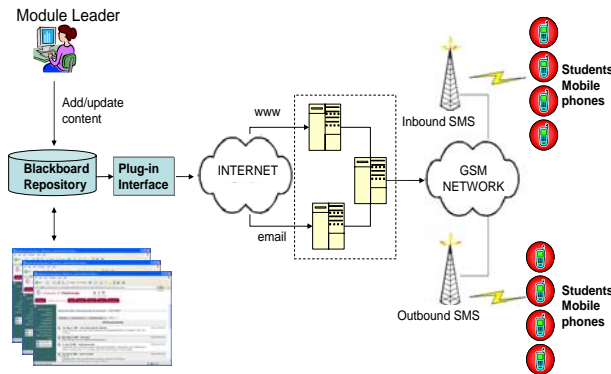 Module Leader
Add/update
content
Blackboard
Repository
Plug-in
Interface
INTERNET
www
email
Inbound SMS
GSM
NETWORK
Outbound SMS
Students
Mobile
phones
Students
Mobile
phones